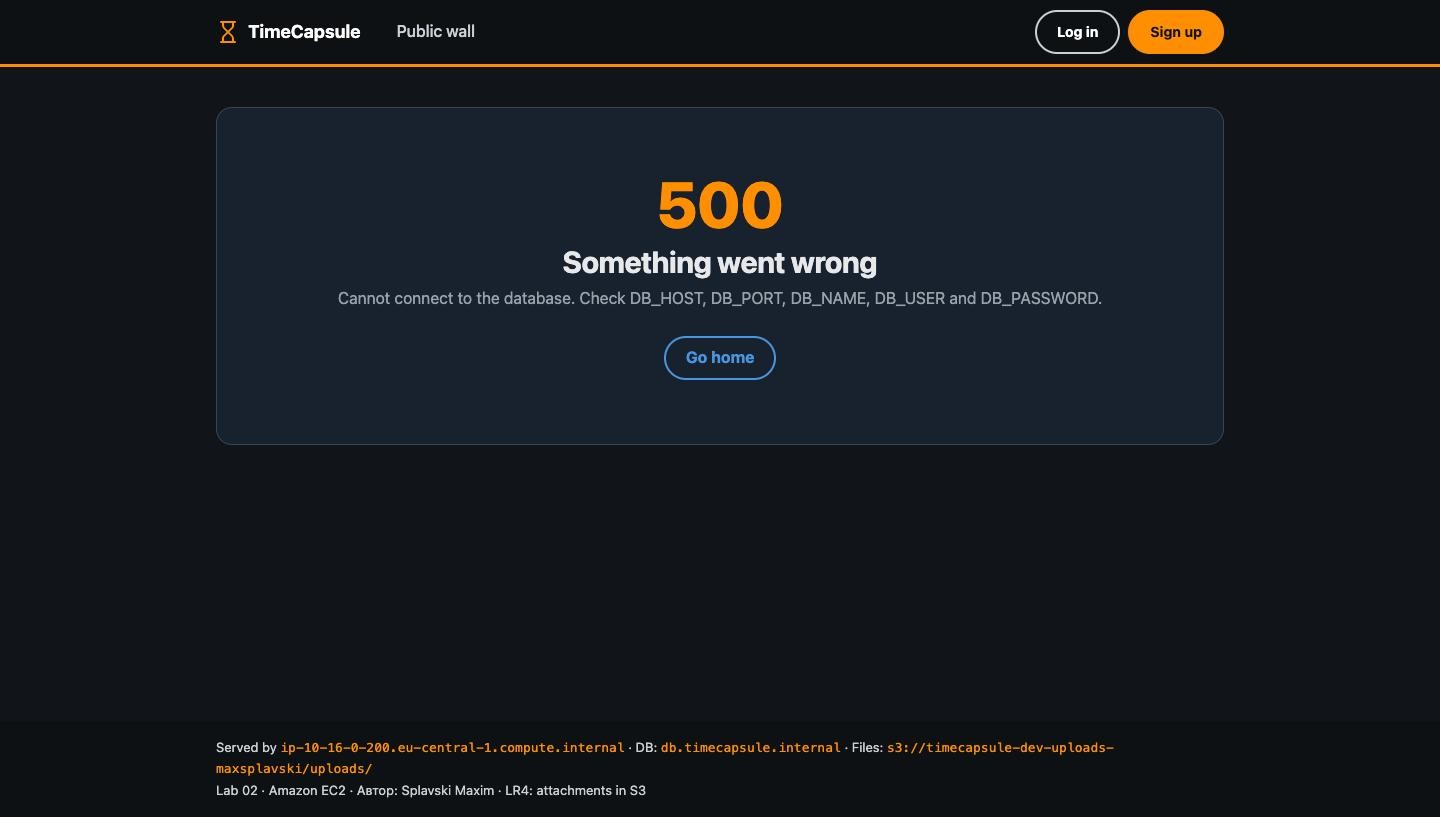 TimeCapsule
Public wall
Log in
Sign up
500
Something went wrong
Cannot connect to the database. Check DB_HOST, DB_PORT, DB_NAME, DB_USER and DB_PASSWORD.
Go home
Served by ip-10-16-0-200.eu-central-1.compute.internal · DB: db.timecapsule.internal · Files: s3://timecapsule-dev-uploads-
maxsplavski/uploads/
Lab 02 · Amazon EC2 · Автор: Splavski Maxim · LR4: attachments in S3